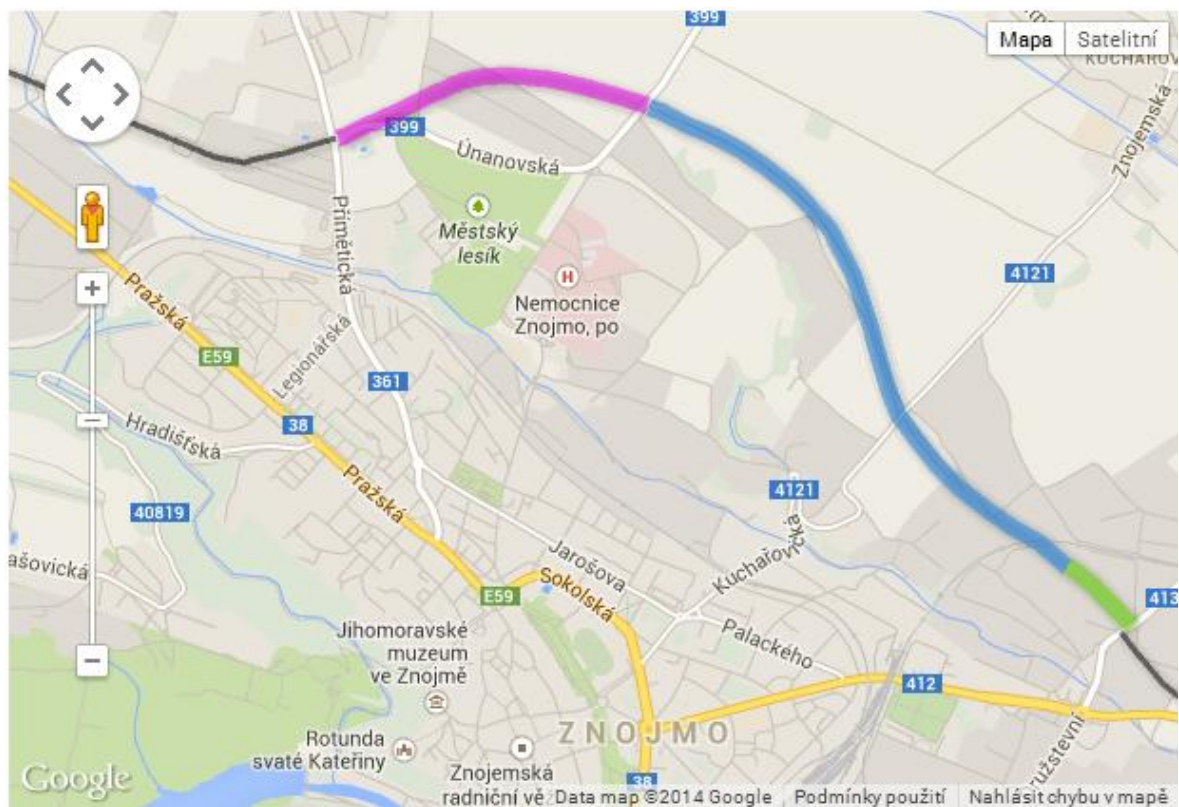 399
Mapa
Satelitní
KUCHAŘOV
Znojemská
399
Únanovská
Přímětická
Městský
lesík
H
Nemocnice
Znojmo, po
4121
Pražská
E59
Legionářská
361
38
Hradišťská
Pražská
4121
40819
Kuchařovická
Jarošova
ašovická
E59
Sokolská
413
Palackého
Jihomoravské
muzeum
ve Znojmě
412
ZNOJMO
Rotunda
svaté Kateřiny
Znojemská
radniční vě
ružstevní
38
Google
Data map ©2014 Google
Podmínky použití
Nahlásit chybu v mapě